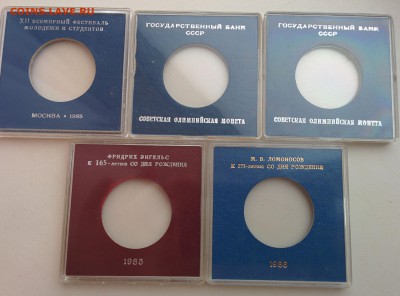 COINS.LAVE.RU
XII ВСЕМИРНЫЙ ФЕСТИВАЛЬ
МОЛОДЕЖИ И СТУДЕНТОВ
МОСКВА • 1985
ГОСУДАРСТВЕННЫЙ БАНК
СССР
СОВЕТСКАЯ ОЛИМПИЙСКАЯ МОНЕТА
ГОСУДАРСТВЕННЫЙ БАНК
СССР
СОВЕТСКАЯ ОЛИМПИЙСКАЯ МОНЕТА
ФРИДРИХ ЭНГЕЛЬС
К 165-летию СО ДНЯ РОЖДЕНИЯ
1985
М. В. ЛОМОНОСОВ
К 275-летию СО ДНЯ РОЖДЕНИЯ
1986